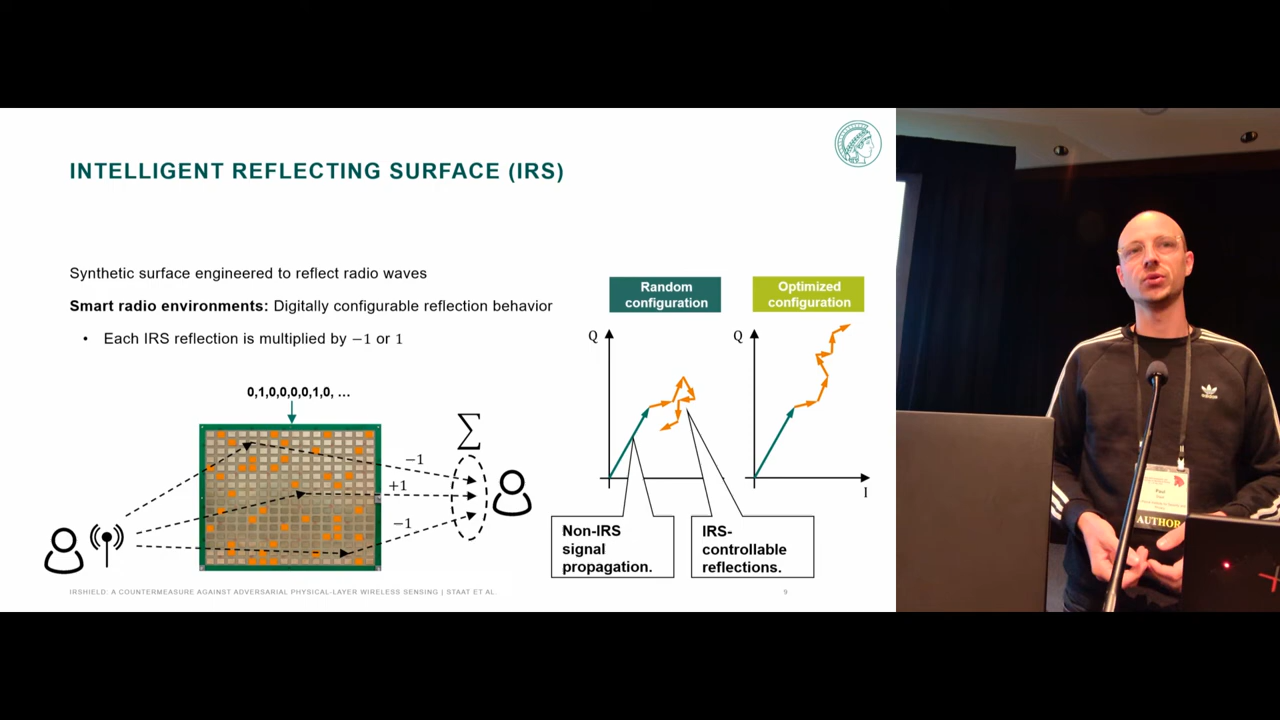 INTELLIGENT REFLECTING SURFACE (IRS)
Synthetic surface engineered to reflect radio waves
Smart radio environments: Digitally configurable reflection behavior
• Each IRS reflection is multiplied by −1 or 1
0,1,0,0,0,0,1,0, …
∑
−1
+1
−1
Random
configuration
Optimized
configuration
Q
Q
I
Non-IRS
signal
propagation.
IRS-
controllable
reflections.
IRSHIELD: A COUNTERMEASURE AGAINST ADVERSARIAL PHYSICAL-LAYER WIRELESS SENSING | STAAT ET AL.
9
adidas
Paul
AUTHOR